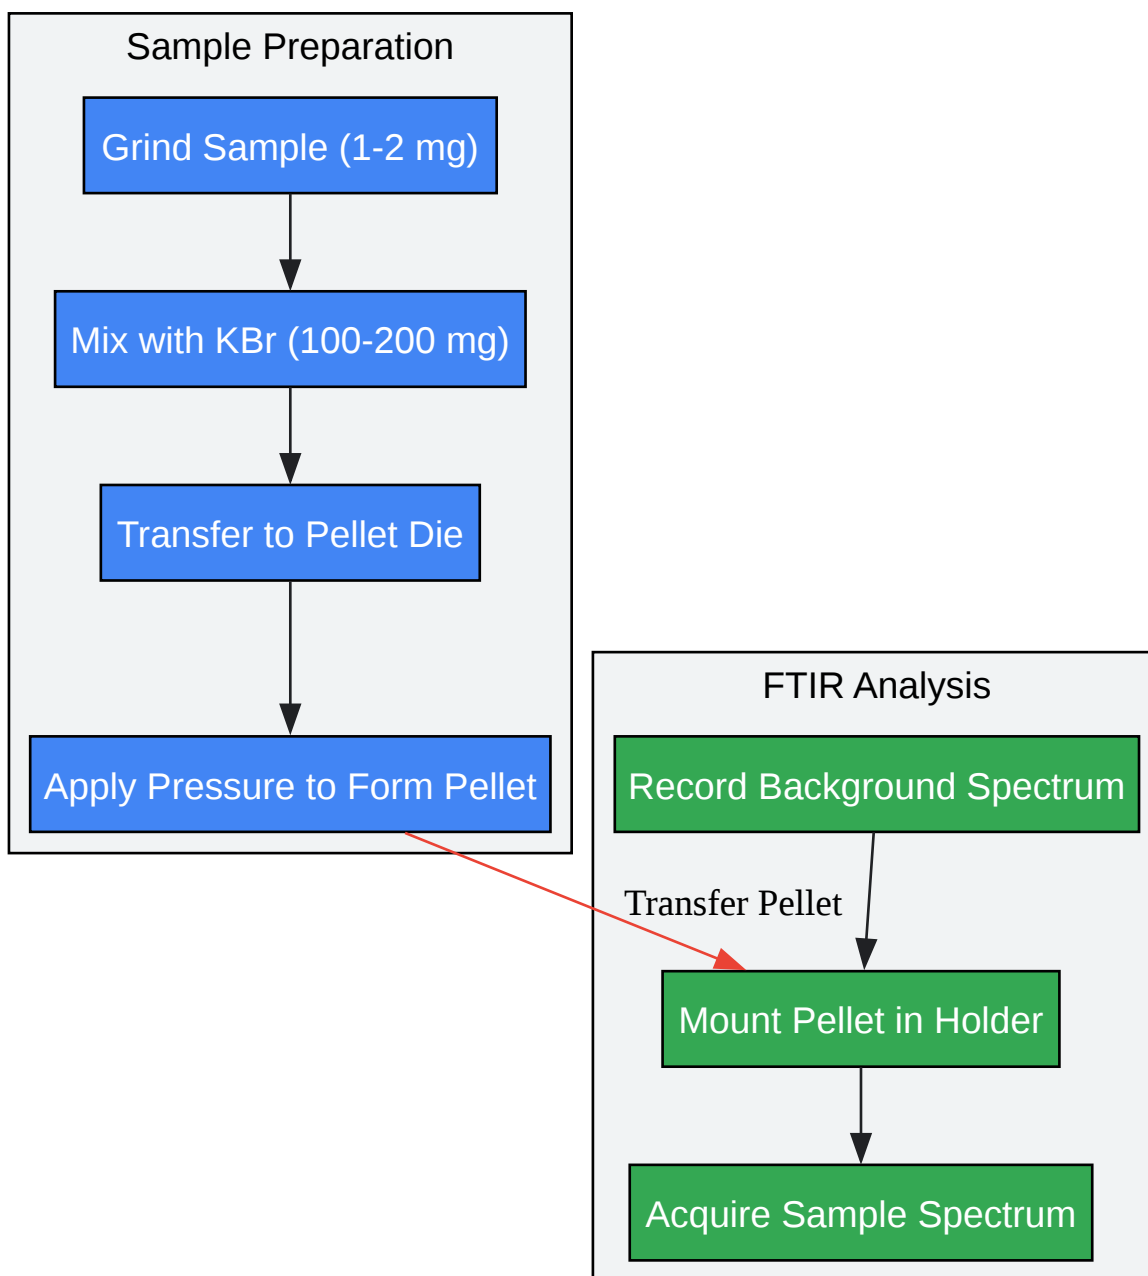 Sample Preparation
Grind Sample (1-2 mg)
Mix with KBr (100-200 mg)
Transfer to Pellet Die
Apply Pressure to Form Pellet
FTIR Analysis
Record Background Spectrum
Transfer Pellet
Mount Pellet in Holder
Acquire Sample Spectrum